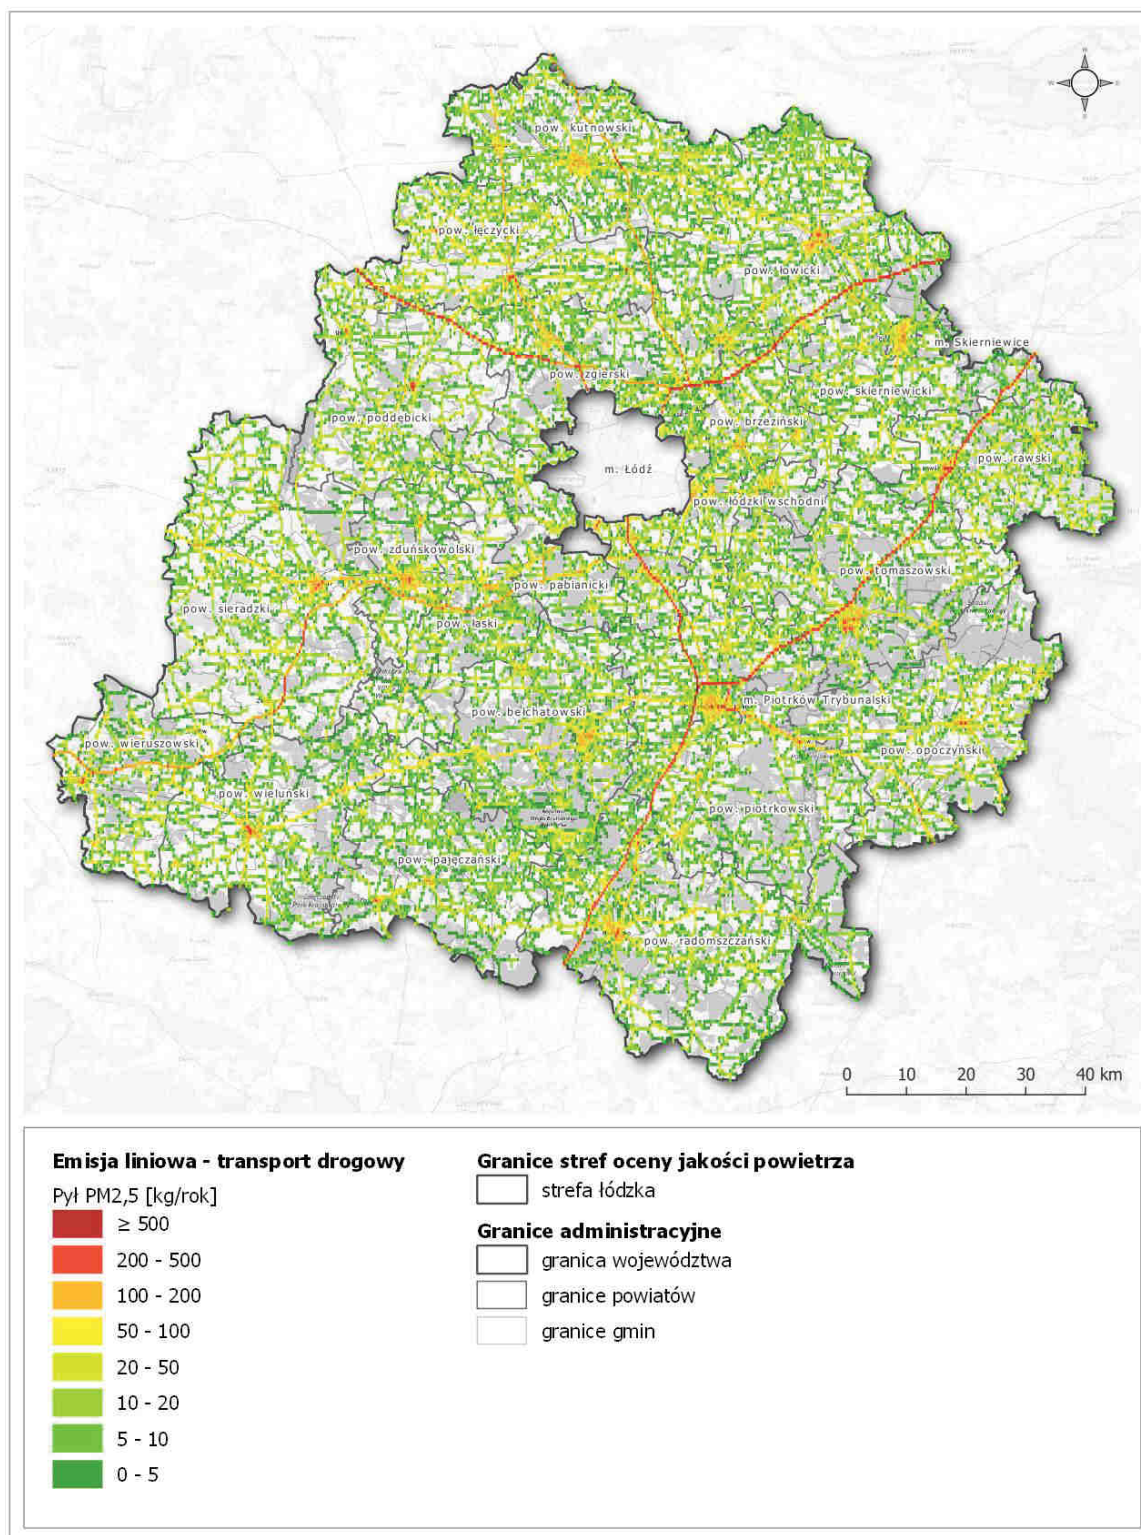 pow. kutnowski
pow. łęczycki
pow. łowicki
m. Skierniewice
pow. zgierski
pow. skierniewicki
pow. poddębicki
pow. brzeziński
pow. rawski
m. Łódź
pow. łódzki wschodni
pow. zduńskowolski
pow. tomaszowski
pow. pabianicki
pow. sieradzki
pow. łaski
m. Piotrków Trybunalski
pow. bełchatowski
pow. wieruszowski
pow. opoczyński
pow. wieluński
pow. piotrkowski
pow. pajęczański
pow. radomszczański
0 10 20 30 40 km
Emisja liniowa - transport drogowy
Pył PM2,5 [kg/rok]
≥ 500
200 - 500
100 - 200
50 - 100
20 - 50
10 - 20
5 - 10
0 - 5
Granice stref oceny jakości powietrza
strefa łódzka
Granice administracyjne
granica województwa
granice powiatów
granice gmin